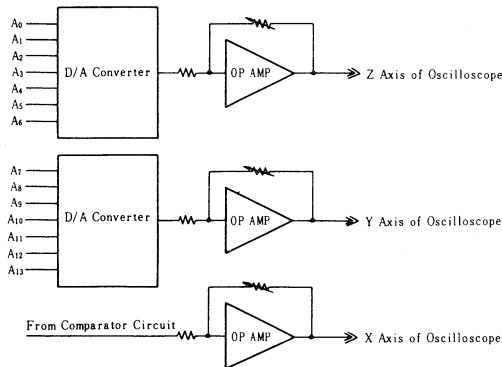 A0
A1
A2
A3
A4
A5
A6
D/A Converter
OP AMP
Z Axis of Oscilloscope
A7
A8
A9
A10
A11
A12
A13
D/A Converter
OP AMP
Y Axis of Oscilloscope
From Comparator Circuit
OP AMP
X Axis of Oscilloscope